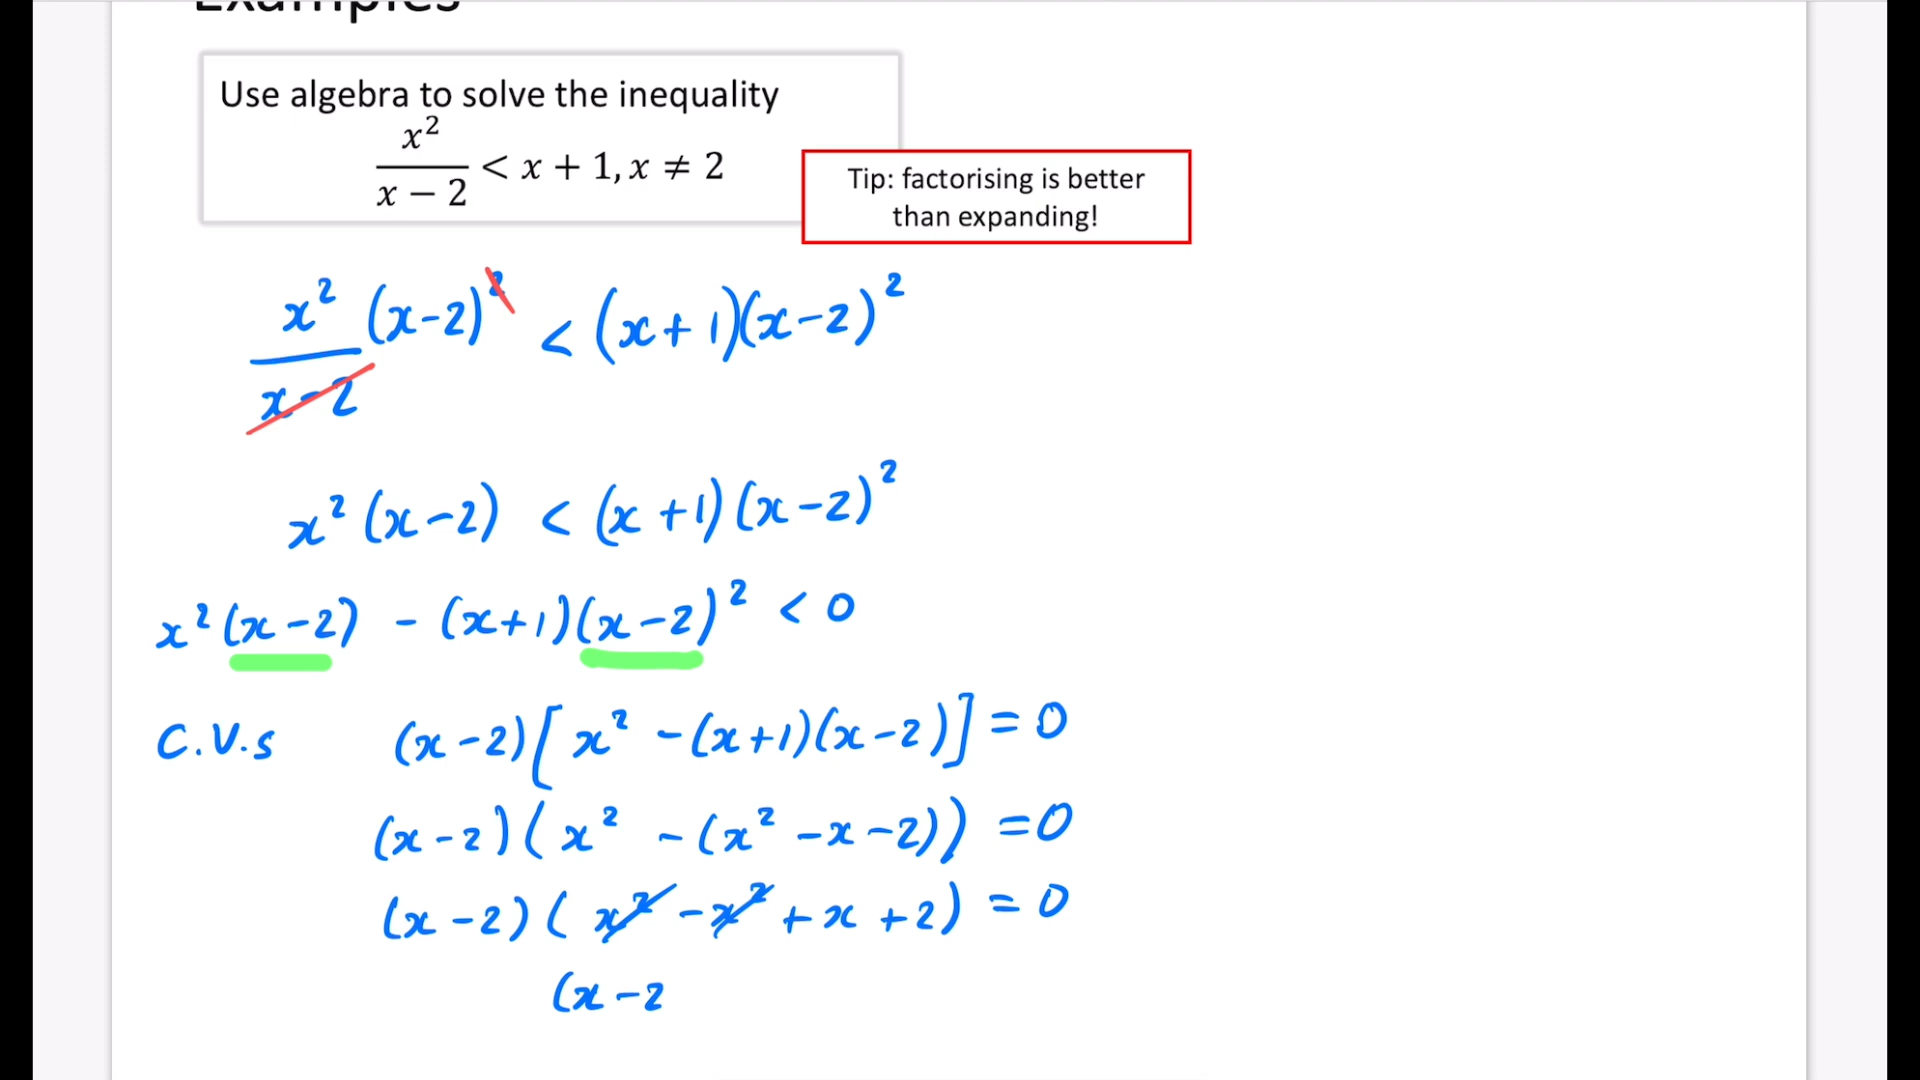 Examples
Use algebra to solve the inequality
x²/(x − 2) < x + 1, x ≠ 2
Tip: factorising is better
than expanding!
x²/(x-2) (x-2)² < (x+1)(x-2)²
x²(x-2) < (x+1)(x-2)²
x²(x-2) - (x+1)(x-2)² < 0
C.V.s (x-2)[x² -(x+1)(x-2)] = 0
(x-2)(x² -(x² -x-2)) = 0
(x-2)(x² - x² + x + 2) = 0
(x-2